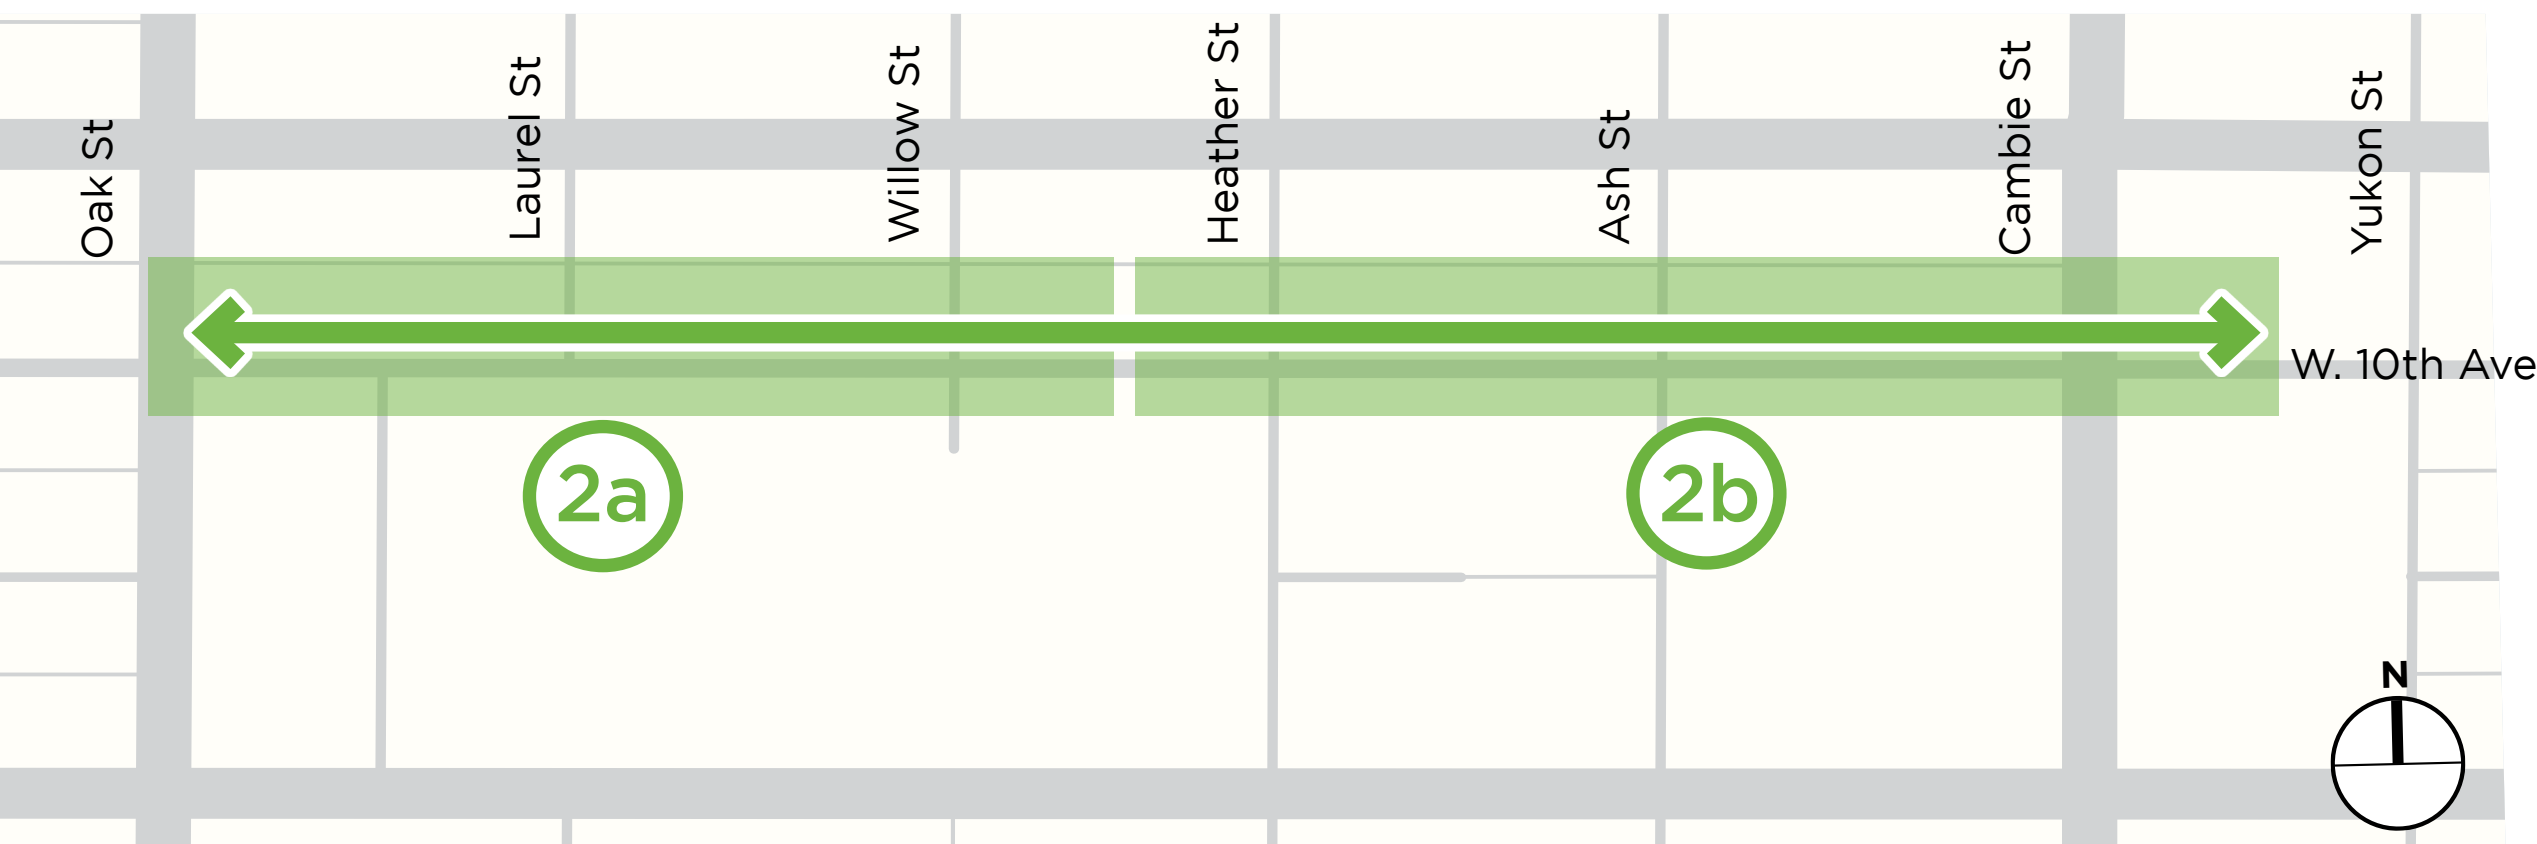 Oak St
Laurel St
Willow St
Heather St
Ash St
Cambie St
Yukon St
W. 10th Ave
2a
2b
N